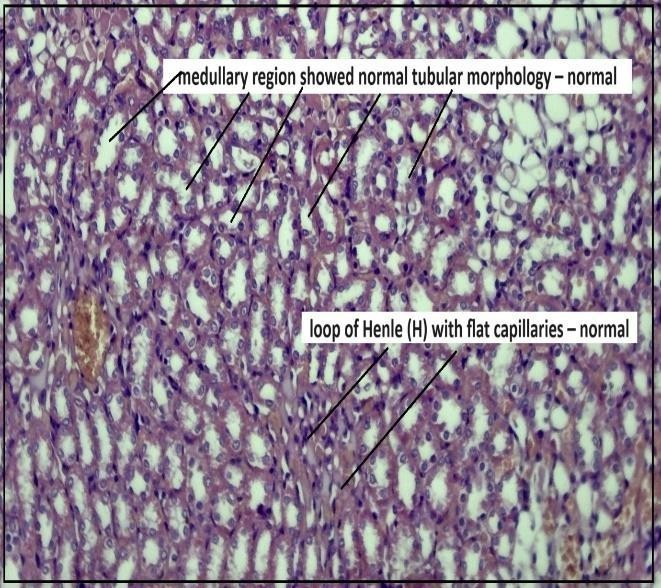 medullary region showed normal tubular morphology – normal
loop of Henle (H) with flat capillaries – normal